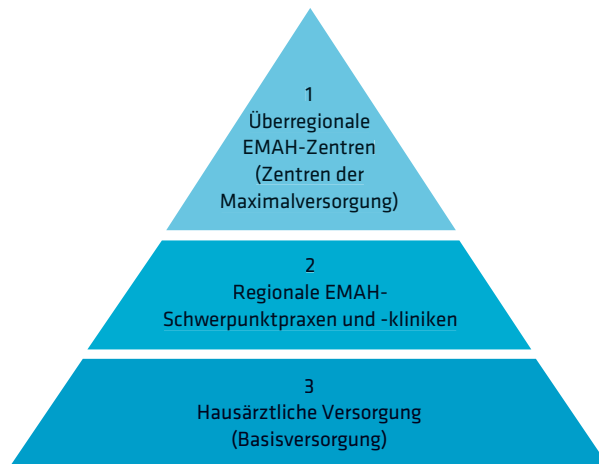 1
Überregionale
EMAH-Zentren
(Zentren der
Maximalversorgung)
2
Regionale EMAH-
Schwerpunktpraxen und -kliniken
3
Hausärztliche Versorgung
(Basisversorgung)